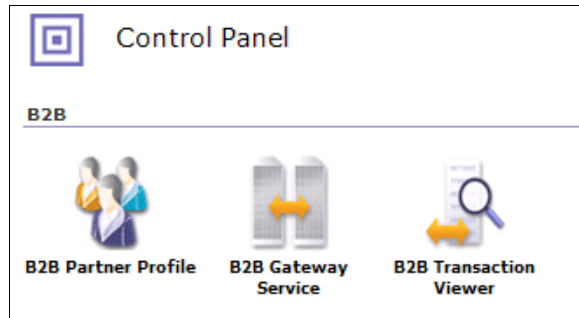 Control Panel
B2B
B2B Partner Profile
B2B Gateway
Service
B2B Transaction
Viewer